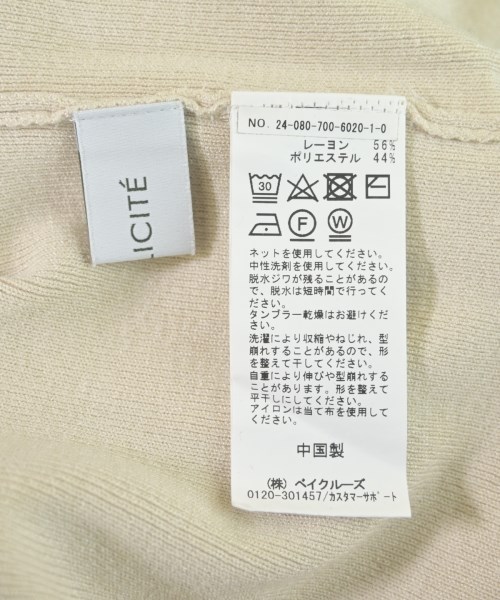 LICITÉ
NO. 24-080-700-6020-1-0
レーヨン 56%
ポリエステル 44%
30
F W
ネットを使用してください。
中性洗剤を使用してください。
脱水ジワが残ることがあるの
で、脱水は短時間で行ってく
ださい。
タンブラー乾燥はお避けくだ
さい。
洗濯により収縮やねじれ、型
崩れすることがあるので、形
を整えて干してください。
自重により伸びや型崩れする
ことがあります。形を整えて
平干しにしてください。
アイロンは当て布を使用して
ください。
中国製
(株) ベイクルーズ
0120-301457/カスタマーサポート